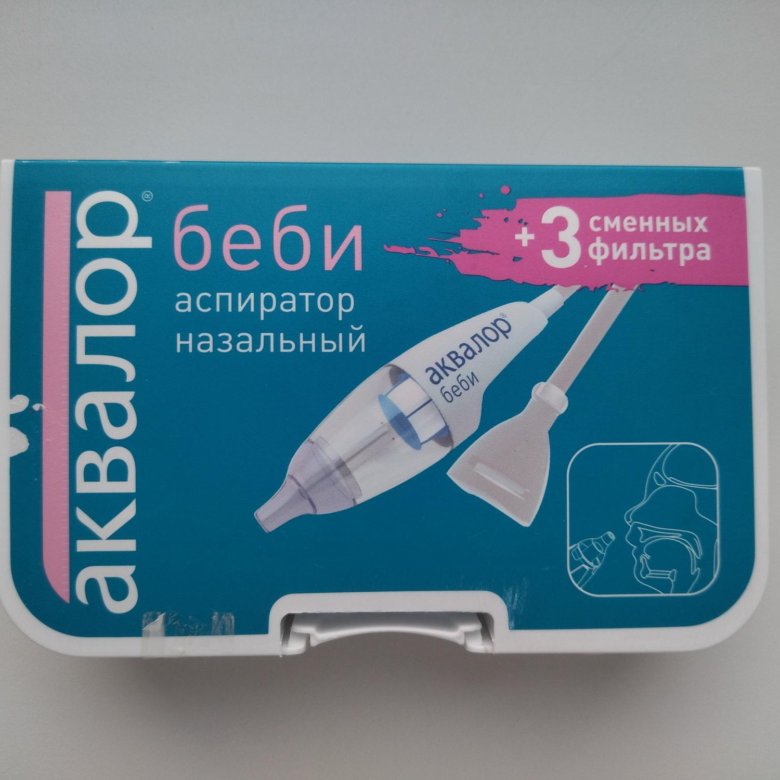 аквалор®
беби
аспиратор
назальный
+3 сменных
фильтра
аквалор®
беби